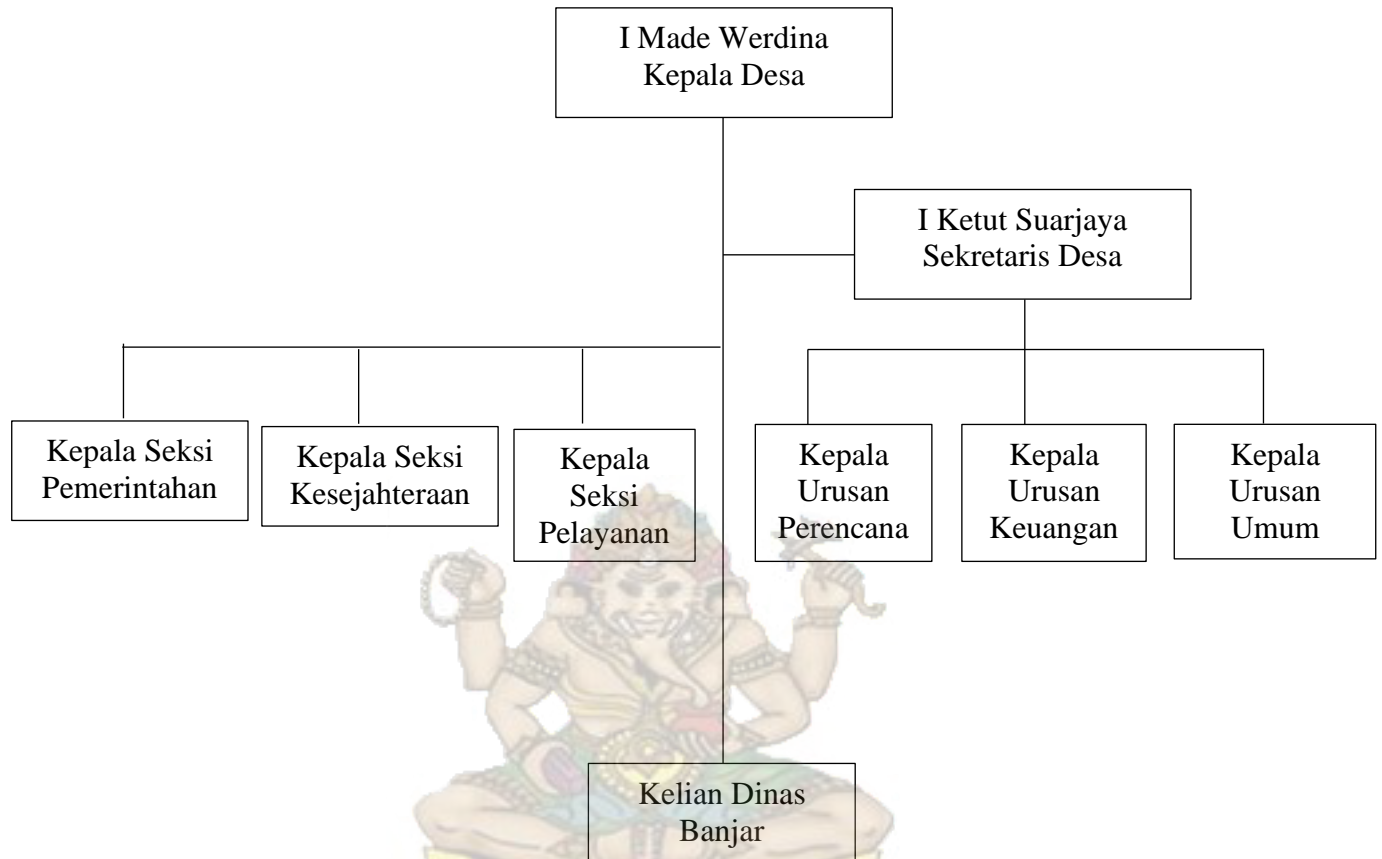 I Made Werdina
Kepala Desa
I Ketut Suarjaya
Sekretaris Desa
Kepala Seksi
Pemerintahan
Kepala Seksi
Kesejahteraan
Kepala
Seksi
Pelayanan
Kepala
Urusan
Perencana
Kepala
Urusan
Keuangan
Kepala
Urusan
Umum
Kelian Dinas
Banjar